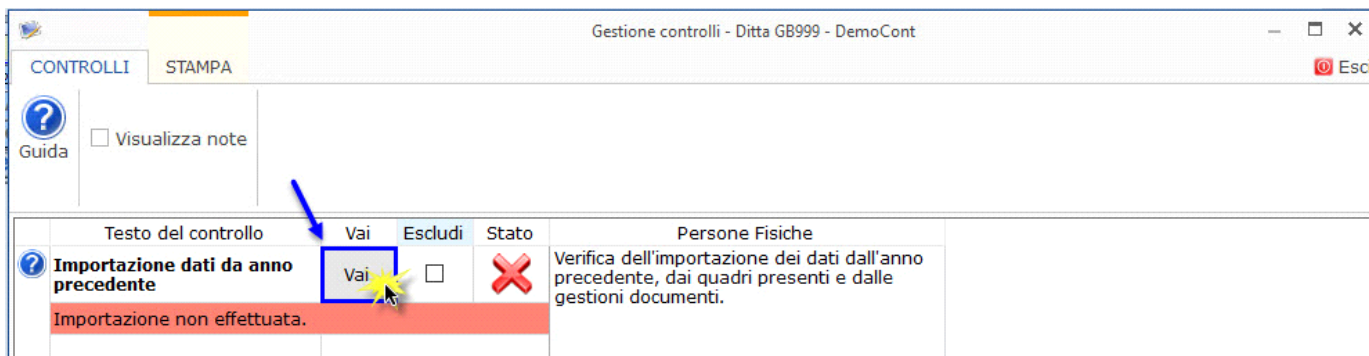 Gestione controlli - Ditta GB999 - DemoCont
CONTROLLI STAMPA
Esci
Visualizza note
Guida
Testo del controllo Vai Escludi Stato Persone Fisiche
Importazione dati da anno
precedente
Vai
Verifica dell'importazione dei dati dall'anno
precedente, dai quadri presenti e dalle
gestioni documenti.
Importazione non effettuata.